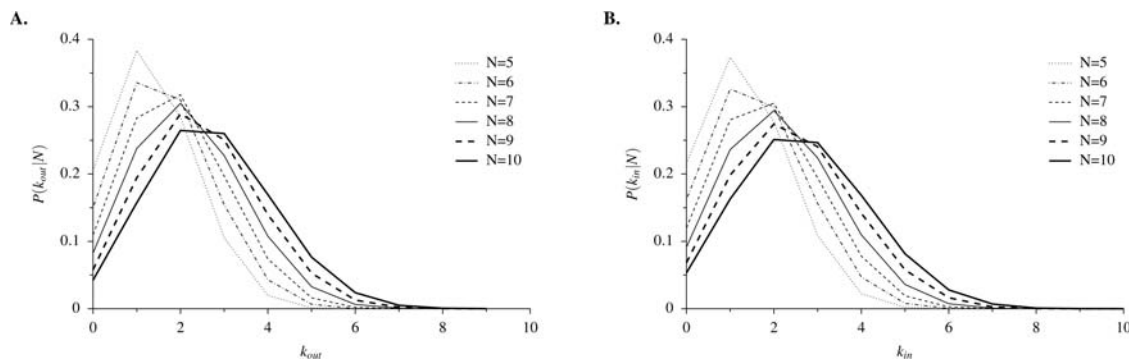 A.
0.4
0.3
0.2
0.1
0
P(k_out|N)
0 2 4 6 8 10
k_out
N=5
N=6
N=7
N=8
N=9
N=10
B.
0.4
0.3
0.2
0.1
0
P(k_in|N)
0 2 4 6 8 10
k_in
N=5
N=6
N=7
N=8
N=9
N=10